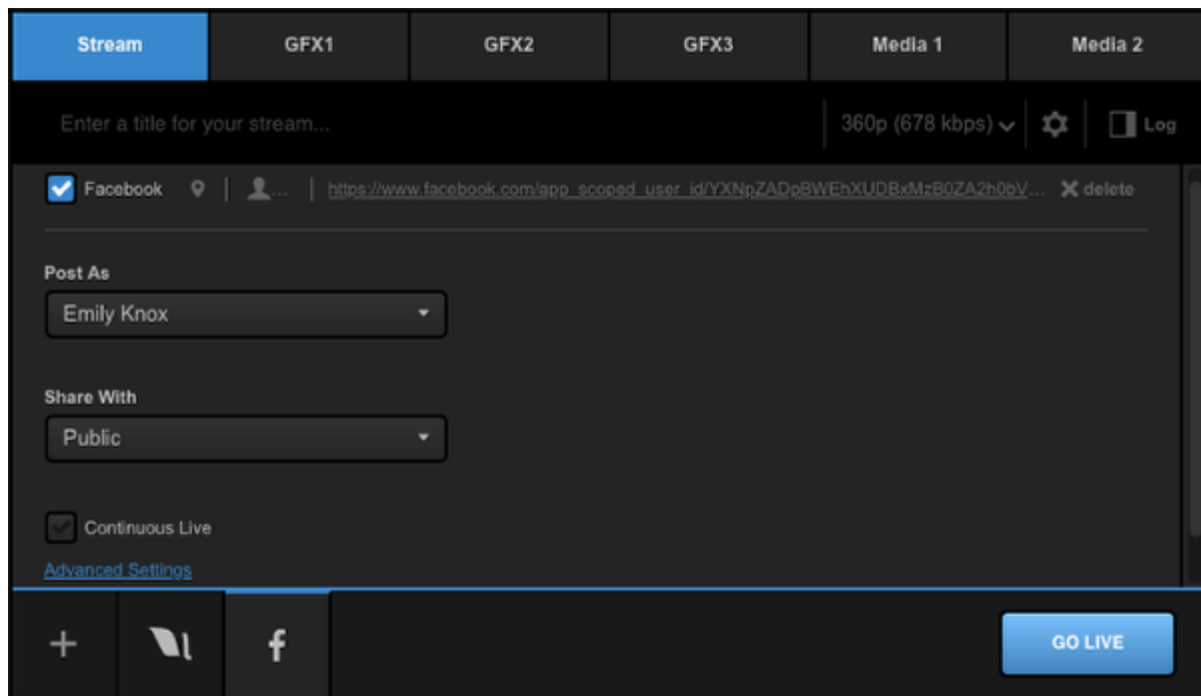 Stream GFX1 GFX2 GFX3 Media 1 Media 2
Enter a title for your stream... 360p (678 kbps) Log
Facebook ... https://www.facebook.com/app_scoped_user_id/YXNpZADpBWEhXUDBxMzB0ZA2h0bV... delete
Post As
Emily Knox
Share With
Public
Continuous Live
Advanced Settings
f GO LIVE